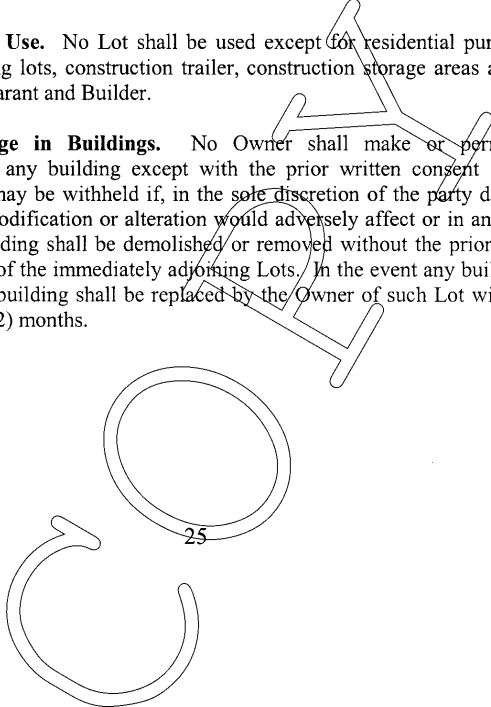 Use. No Lot shall be used except for residential pur
g lots, construction trailer, construction storage areas a
arant and Builder.
ge in Buildings. No Owner shall make or perm
any building except with the prior written consent
may be withheld if, in the sole discretion of the party d
odification or alteration would adversely affect or in an
ding shall be demolished or removed without the prior
of the immediately adjoining Lots. In the event any buil
building shall be replaced by the Owner of such Lot wi
2) months.
25
COPY